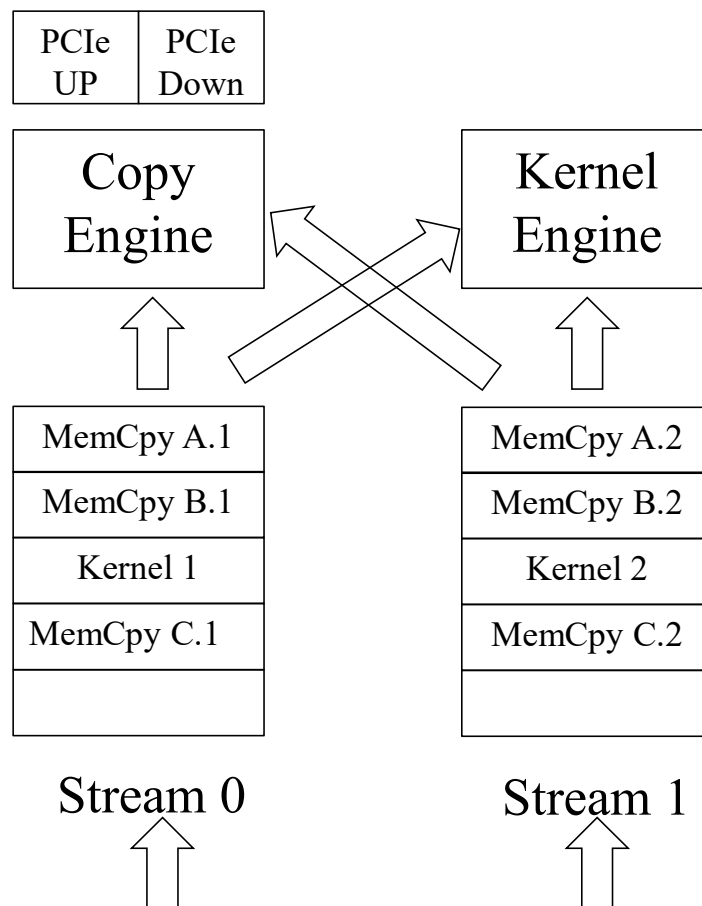 PCIe
UP
PCIe
Down
Copy
Engine
Kernel
Engine
MemCpy A.1
MemCpy B.1
Kernel 1
MemCpy C.1
MemCpy A.2
MemCpy B.2
Kernel 2
MemCpy C.2
Stream 0
Stream 1